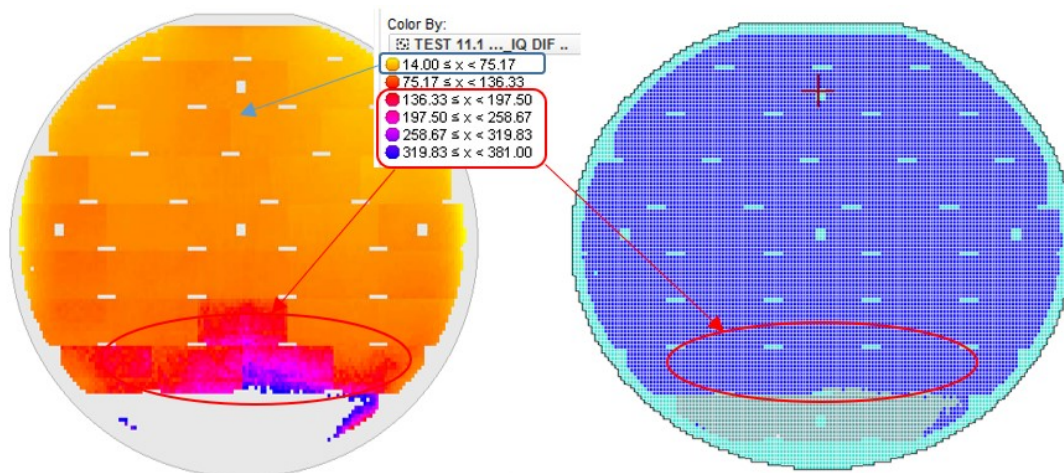 Color By:
TEST 11.1 ..._IQ DIF ..
14.00 ≤ x < 75.17
75.17 ≤ x < 136.33
136.33 ≤ x < 197.50
197.50 ≤ x < 258.67
258.67 ≤ x < 319.83
319.83 ≤ x < 381.00